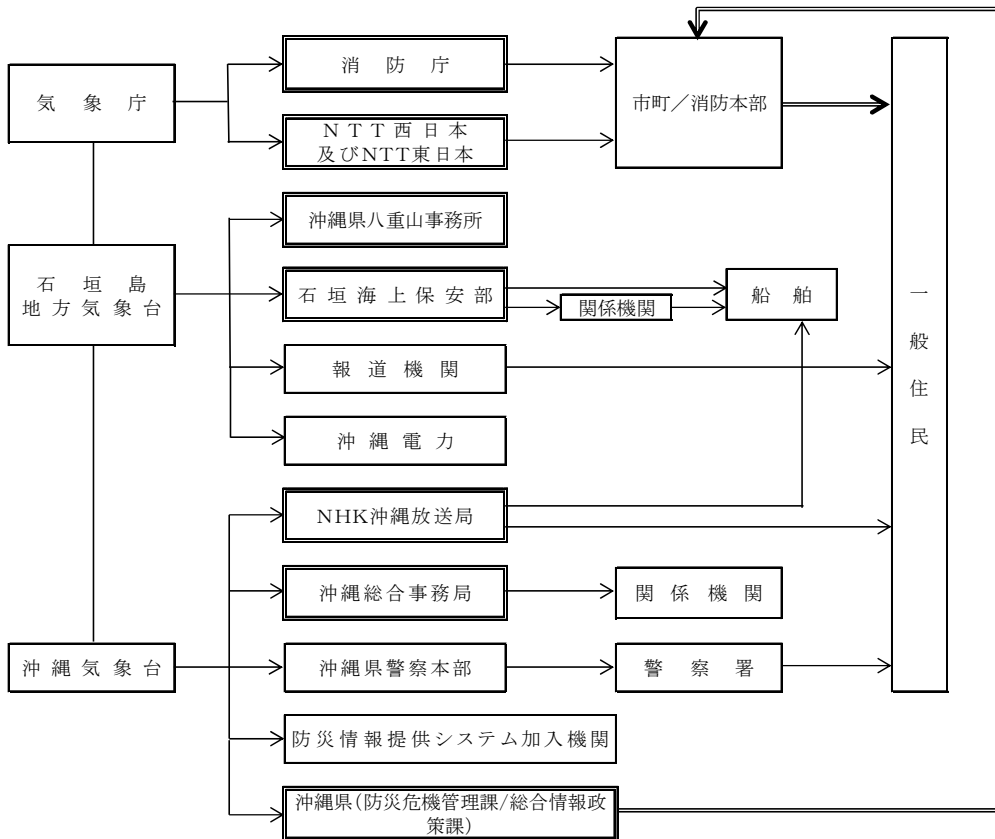 気象庁
消防庁
市町／消防本部
NTT西日本
及びNTT東日本
沖縄県八重山事務所
石垣島
地方気象台
石垣海上保安部
関係機関
船舶
一般住民
報道機関
沖縄電力
NHK沖縄放送局
沖縄総合事務局
関係機関
沖縄気象台
沖縄県警察本部
警察署
防災情報提供システム加入機関
沖縄県（防災危機管理課/総合情報政
策課）